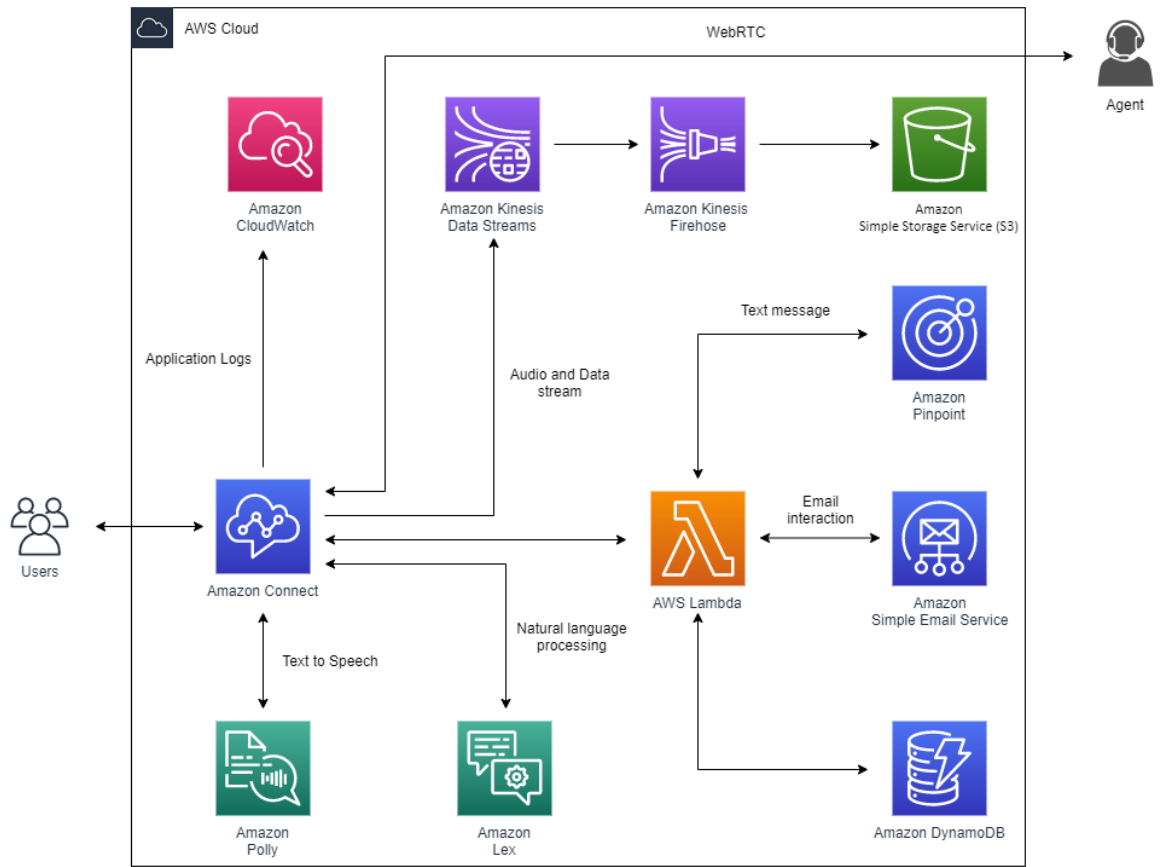 AWS Cloud
WebRTC
Agent
Amazon
CloudWatch
Amazon Kinesis
Data Streams
Amazon Kinesis
Firehose
Amazon
Simple Storage Service (S3)
Text message
Application Logs
Audio and Data
stream
Amazon
Pinpoint
Users
Amazon Connect
Email
interaction
AWS Lambda
Amazon
Simple Email Service
Natural language
processing
Text to Speech
Amazon
Polly
Amazon
Lex
Amazon DynamoDB